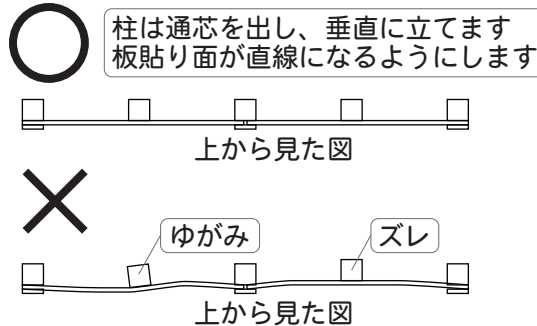 柱は通芯を出し、垂直に立てます
板貼り面が直線になるようにします
上から見た図
ゆがみ
ズレ
上から見た図